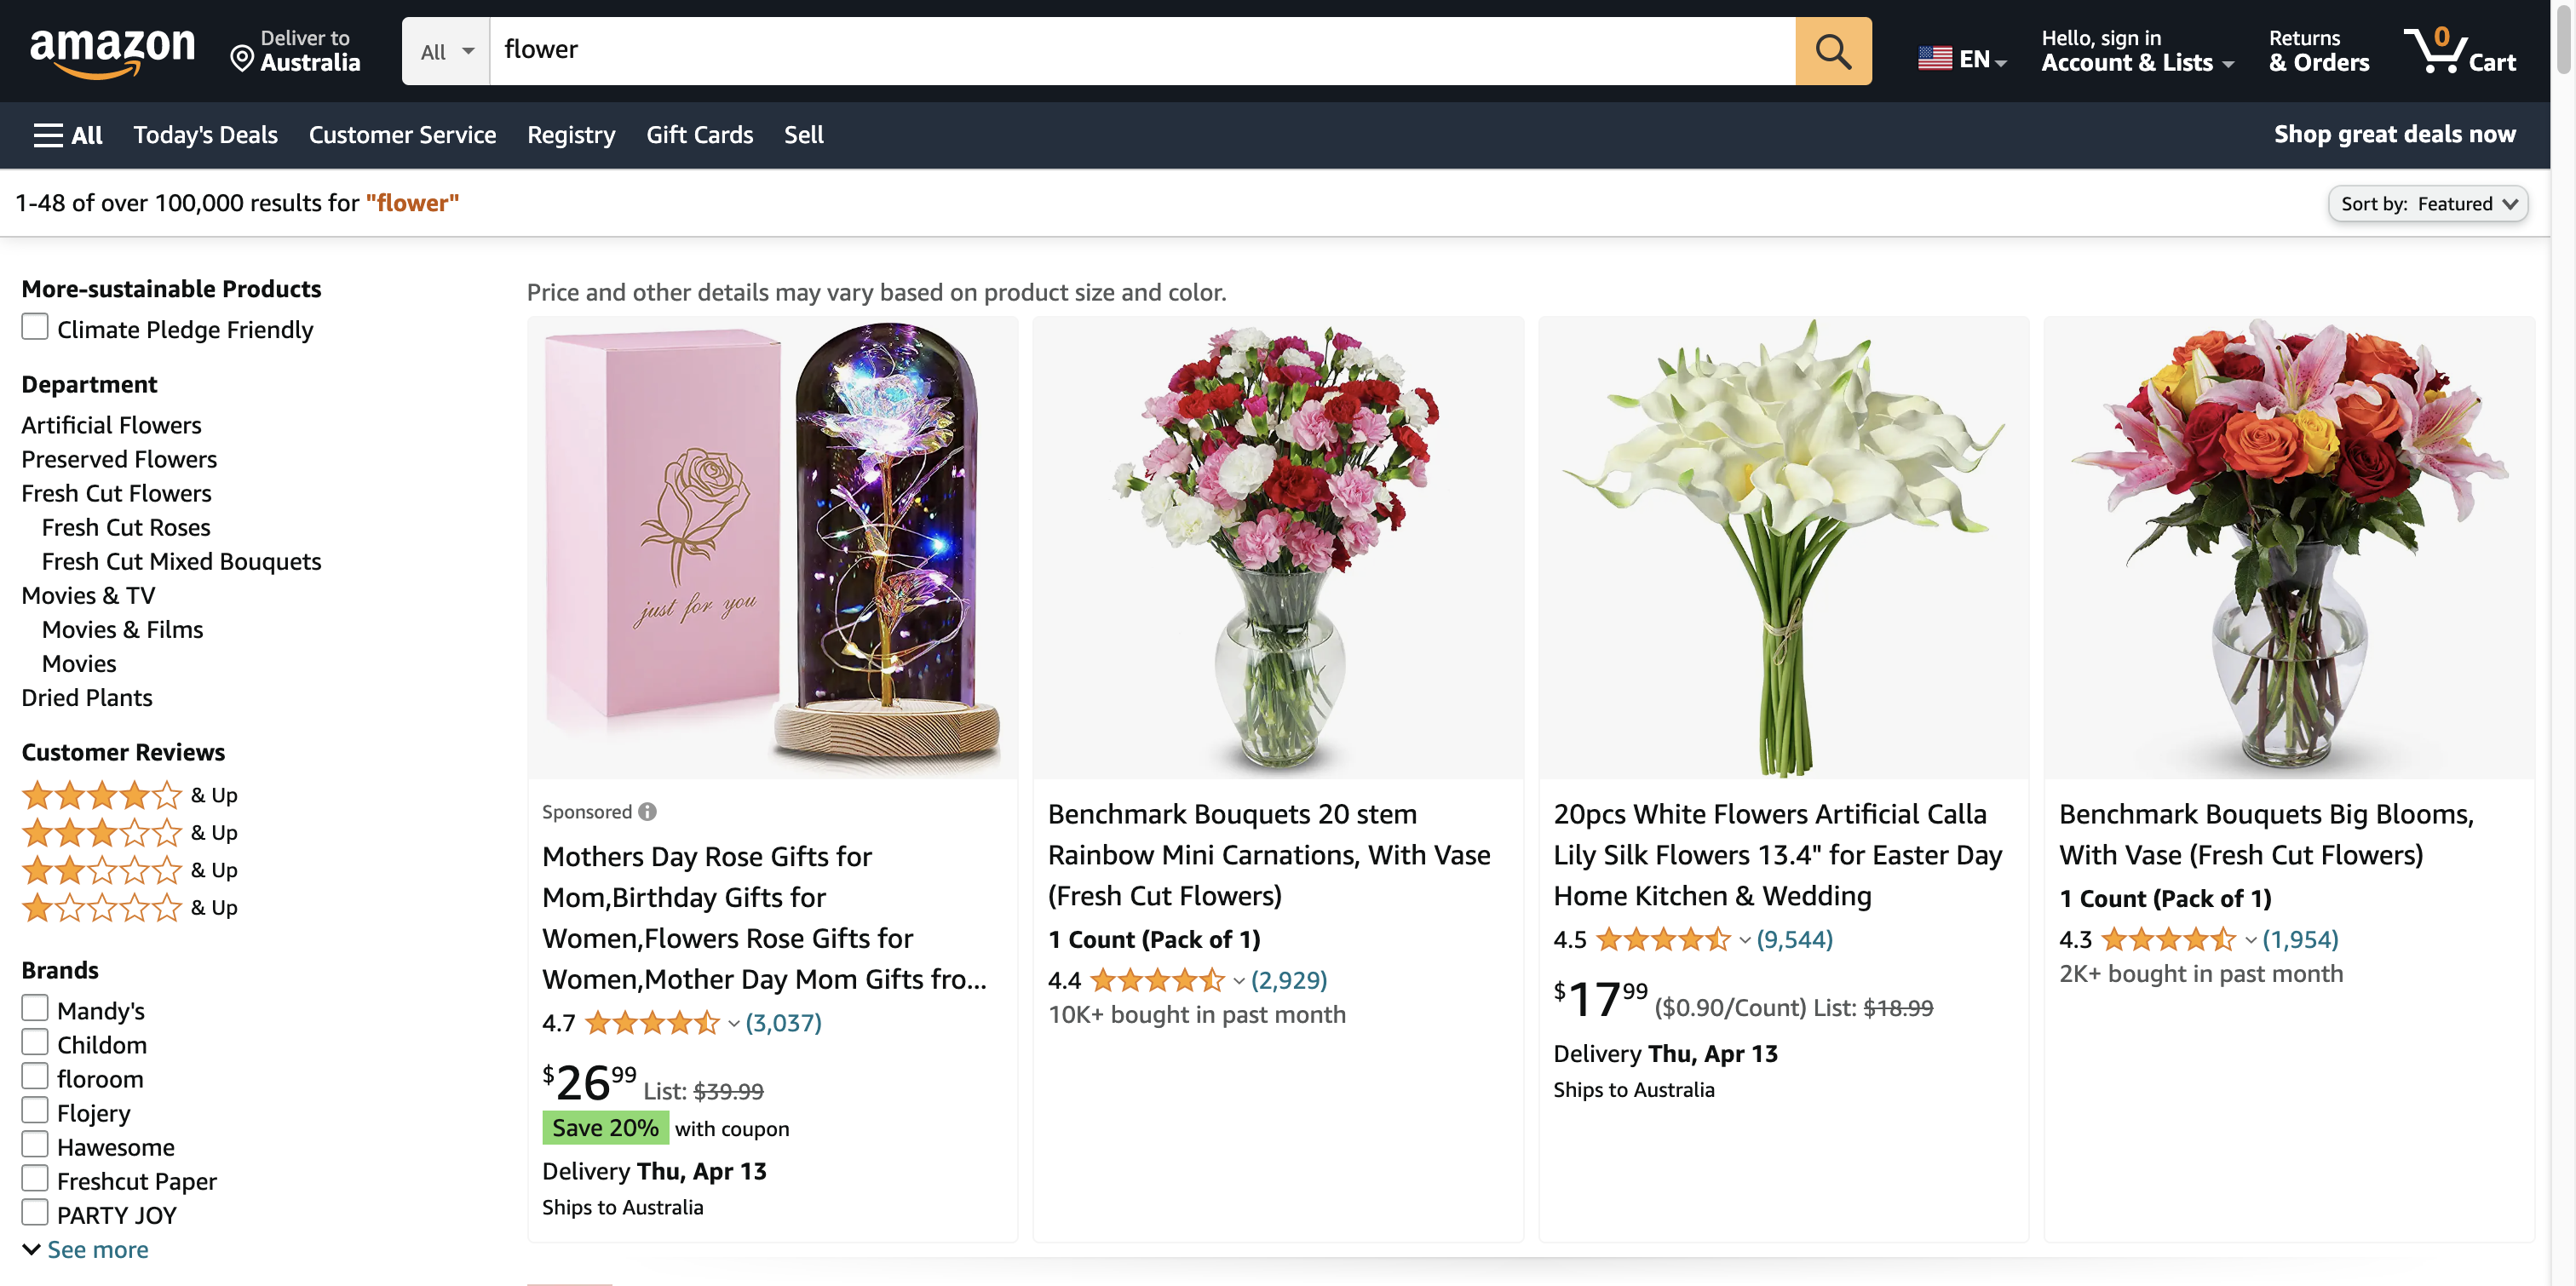 amazon
Deliver to
Australia
All
flower
EN
Hello, sign in
Account & Lists
Returns
& Orders
0
Cart
All
Today's Deals
Customer Service
Registry
Gift Cards
Sell
Shop great deals now
1-48 of over 100,000 results for "flower"
Sort by: Featured
More-sustainable Products
Climate Pledge Friendly
Department
Artificial Flowers
Preserved Flowers
Fresh Cut Flowers
Fresh Cut Roses
Fresh Cut Mixed Bouquets
Movies & TV
Movies & Films
Movies
Dried Plants
Customer Reviews
& Up
& Up
& Up
& Up
Brands
Mandy's
Childom
floroom
Flojery
Hawesome
Freshcut Paper
PARTY JOY
See more
Price and other details may vary based on product size and color.
just for you
Sponsored
Mothers Day Rose Gifts for
Mom,Birthday Gifts for
Women,Flowers Rose Gifts for
Women,Mother Day Mom Gifts fro...
4.7 (3,037)
$2699 List: $39.99
Save 20% with coupon
Delivery Thu, Apr 13
Ships to Australia
Benchmark Bouquets 20 stem
Rainbow Mini Carnations, With Vase
(Fresh Cut Flowers)
1 Count (Pack of 1)
4.4 (2,929)
10K+ bought in past month
20pcs White Flowers Artificial Calla
Lily Silk Flowers 13.4" for Easter Day
Home Kitchen & Wedding
4.5 (9,544)
$1799 ($0.90/Count) List: $18.99
Delivery Thu, Apr 13
Ships to Australia
Benchmark Bouquets Big Blooms,
With Vase (Fresh Cut Flowers)
1 Count (Pack of 1)
4.3 (1,954)
2K+ bought in past month